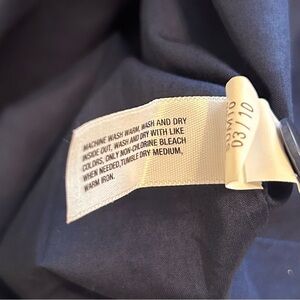 MACHINE WASH WARM, WASH AND DRY
INSIDE OUT, WASH AND DRY WITH LIKE
COLORS, ONLY NON-CHLORINE BLEACH
WHEN NEEDED,TUMBLE DRY MEDIUM,
WARM IRON.
03/10